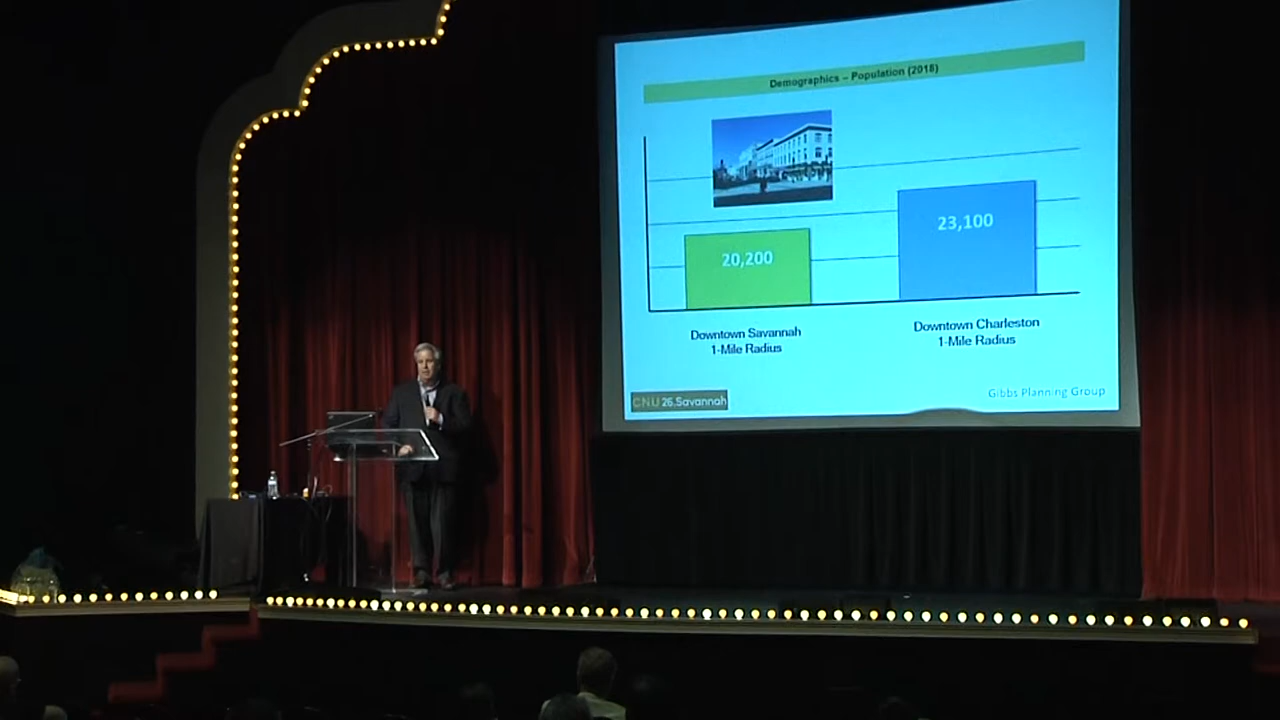 Demographics – Population (2018)
20,200
23,100
Downtown Savannah
1-Mile Radius
Downtown Charleston
1-Mile Radius
CNU 26.Savannah
Gibbs Planning Group